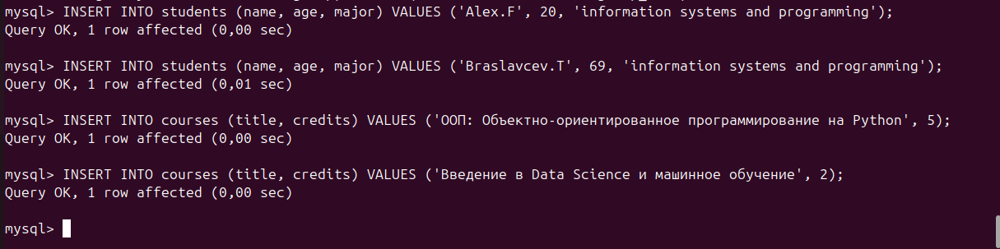 mysql> INSERT INTO students (name, age, major) VALUES ('Alex.F', 20, 'information systems and programming');
Query OK, 1 row affected (0,00 sec)
mysql> INSERT INTO students (name, age, major) VALUES ('Braslavcev.T', 69, 'information systems and programming');
Query OK, 1 row affected (0,01 sec)
mysql> INSERT INTO courses (title, credits) VALUES ('ООП: Объектно-ориентированное программирование на Python', 5);
Query OK, 1 row affected (0,00 sec)
mysql> INSERT INTO courses (title, credits) VALUES ('Введение в Data Science и машинное обучение', 2);
Query OK, 1 row affected (0,00 sec)
mysql>